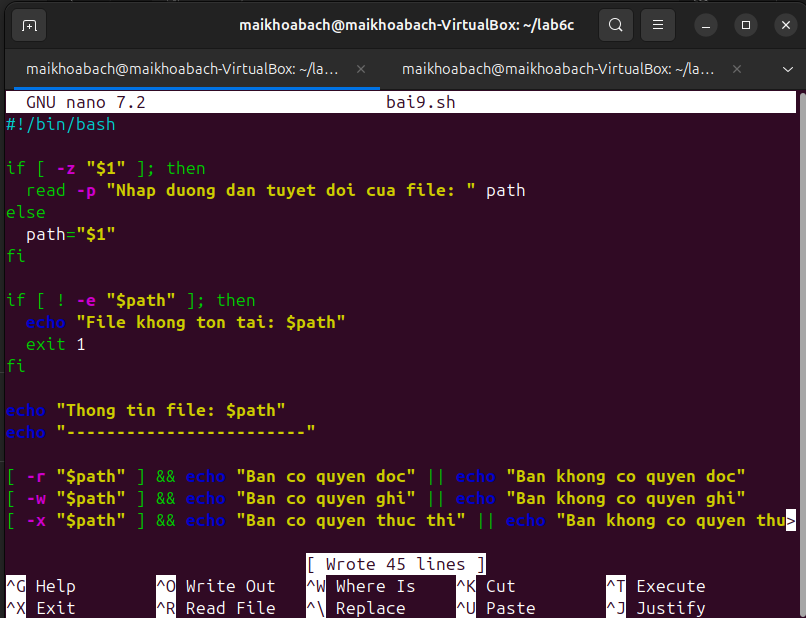 maikhoabach@maikhoabach-VirtualBox: ~/lab6c
maikhoabach@maikhoabach-VirtualBox: ~/la...
maikhoabach@maikhoabach-VirtualBox: ~/la...
GNU nano 7.2 bai9.sh
#!/bin/bash
if [ -z "$1" ]; then
  read -p "Nhap duong dan tuyet doi cua file: " path
else
  path="$1"
fi
if [ ! -e "$path" ]; then
  echo "File khong ton tai: $path"
  exit 1
fi
echo "Thong tin file: $path"
echo "------------------------"
[ -r "$path" ] && echo "Ban co quyen doc" || echo "Ban khong co quyen doc"
[ -w "$path" ] && echo "Ban co quyen ghi" || echo "Ban khong co quyen ghi"
[ -x "$path" ] && echo "Ban co quyen thuc thi" || echo "Ban khong co quyen thu>
[ Wrote 45 lines ]
^G Help ^O Write Out ^W Where Is ^K Cut ^T Execute
^X Exit ^R Read File ^\ Replace ^U Paste ^J Justify